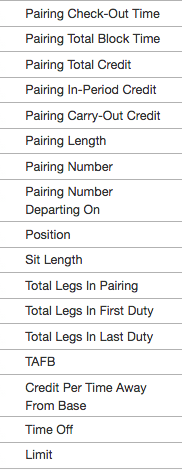 Pairing Check-Out Time
Pairing Total Block Time
Pairing Total Credit
Pairing In-Period Credit
Pairing Carry-Out Credit
Pairing Length
Pairing Number
Pairing Number
Departing On
Position
Sit Length
Total Legs In Pairing
Total Legs In First Duty
Total Legs In Last Duty
TAFB
Credit Per Time Away
From Base
Time Off
Limit